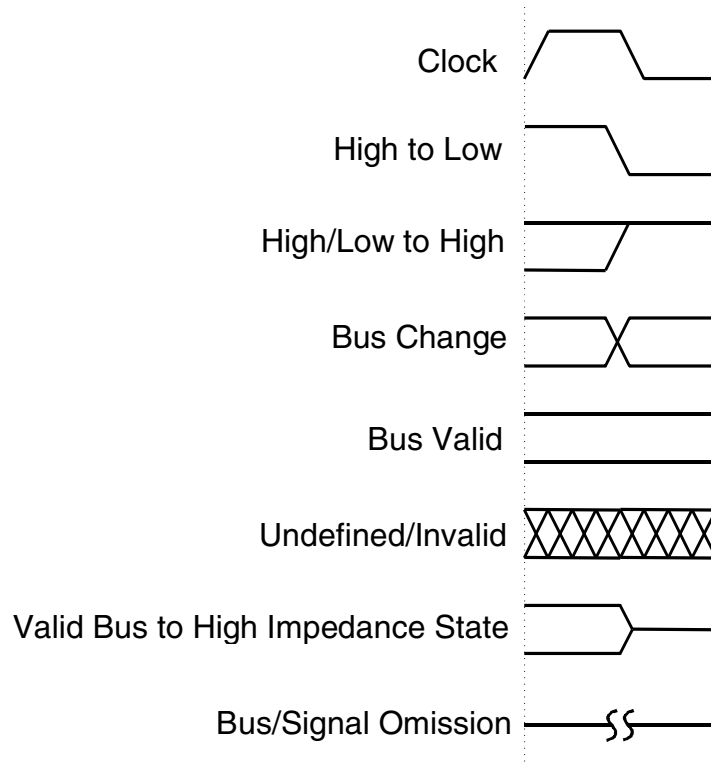 Clock
High to Low
High/Low to High
Bus Change
Bus Valid
Undefined/Invalid
Valid Bus to High Impedance State
Bus/Signal Omission